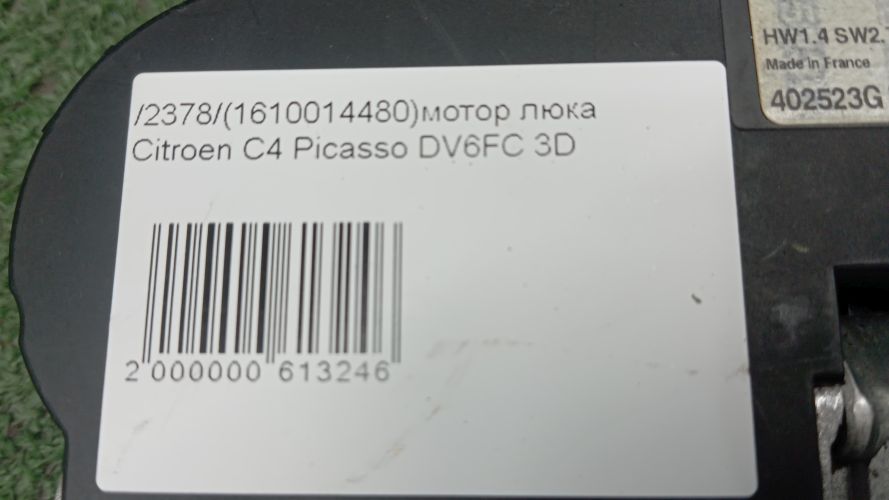 HW1.4 SW2.
Made in France
402523G
/2378/(1610014480)мотор люка
Citroen C4 Picasso DV6FC 3D
2 000000 613246